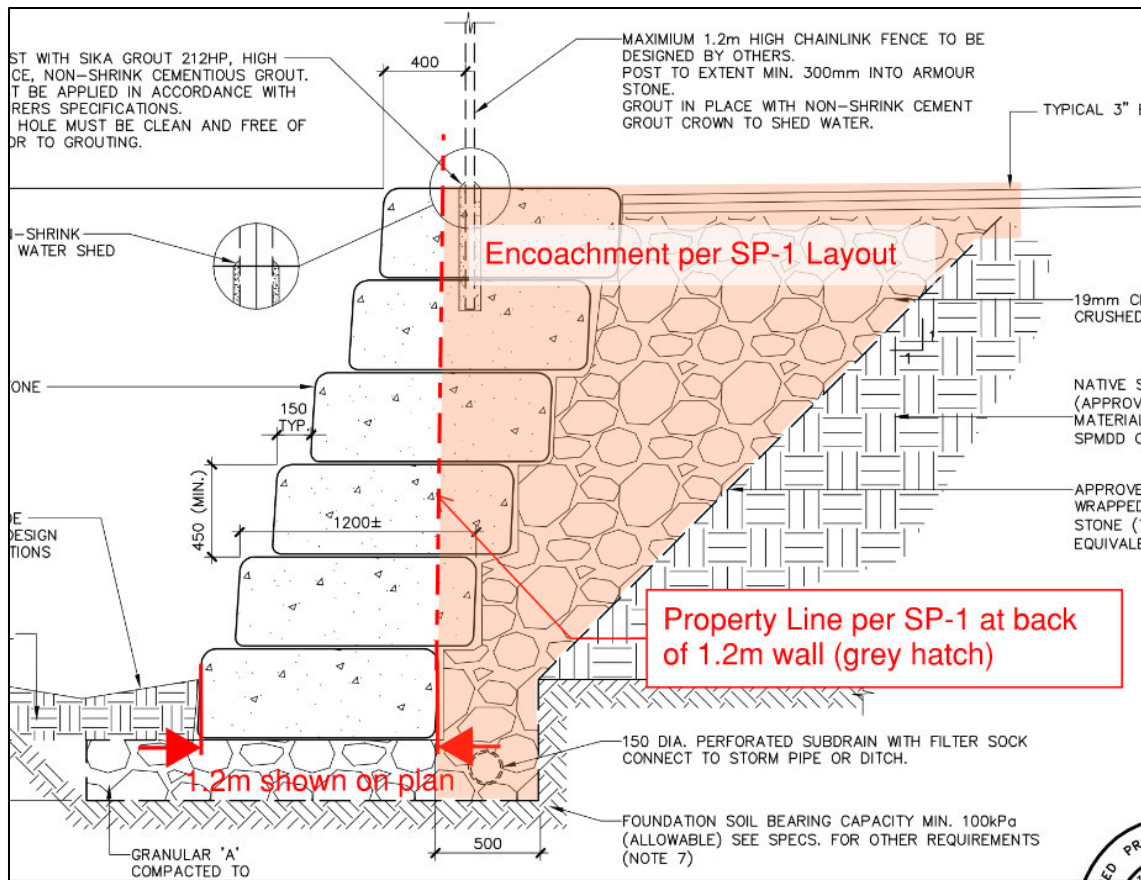 ST WITH SIKA GROUT 212HP, HIGH
CE, NON-SHRINK CEMENTIOUS GROUT.
T BE APPLIED IN ACCORDANCE WITH
RERS SPECIFICATIONS.
HOLE MUST BE CLEAN AND FREE OF
OR TO GROUTING.
400
MAXIMIUM 1.2m HIGH CHAINLINK FENCE TO BE
DESIGNED BY OTHERS.
POST TO EXTENT MIN. 300mm INTO ARMOUR
STONE.
GROUT IN PLACE WITH NON-SHRINK CEMENT
GROUT CROWN TO SHED WATER.
TYPICAL 3"
N-SHRINK
WATER SHED
Encoachment per SP-1 Layout
19mm
CRUSHED
1
1
TONE
150
TYP.
NATIVE
(APPROV
MATERIAL
SPMDD
450 (MIN.)
1200±
DE
DESIGN
TIONS
APPROVE
WRAPPED
STONE
EQUIVALE
Property Line per SP-1 at back
of 1.2m wall (grey hatch)
150 DIA. PERFORATED SUBDRAIN WITH FILTER SOCK
CONNECT TO STORM PIPE OR DITCH.
1.2m shown on plan
FOUNDATION SOIL BEARING CAPACITY MIN. 100kPa
(ALLOWABLE) SEE SPECS. FOR OTHER REQUIREMENTS
(NOTE 7)
500
GRANULAR 'A'
COMPACTED TO
ED PR